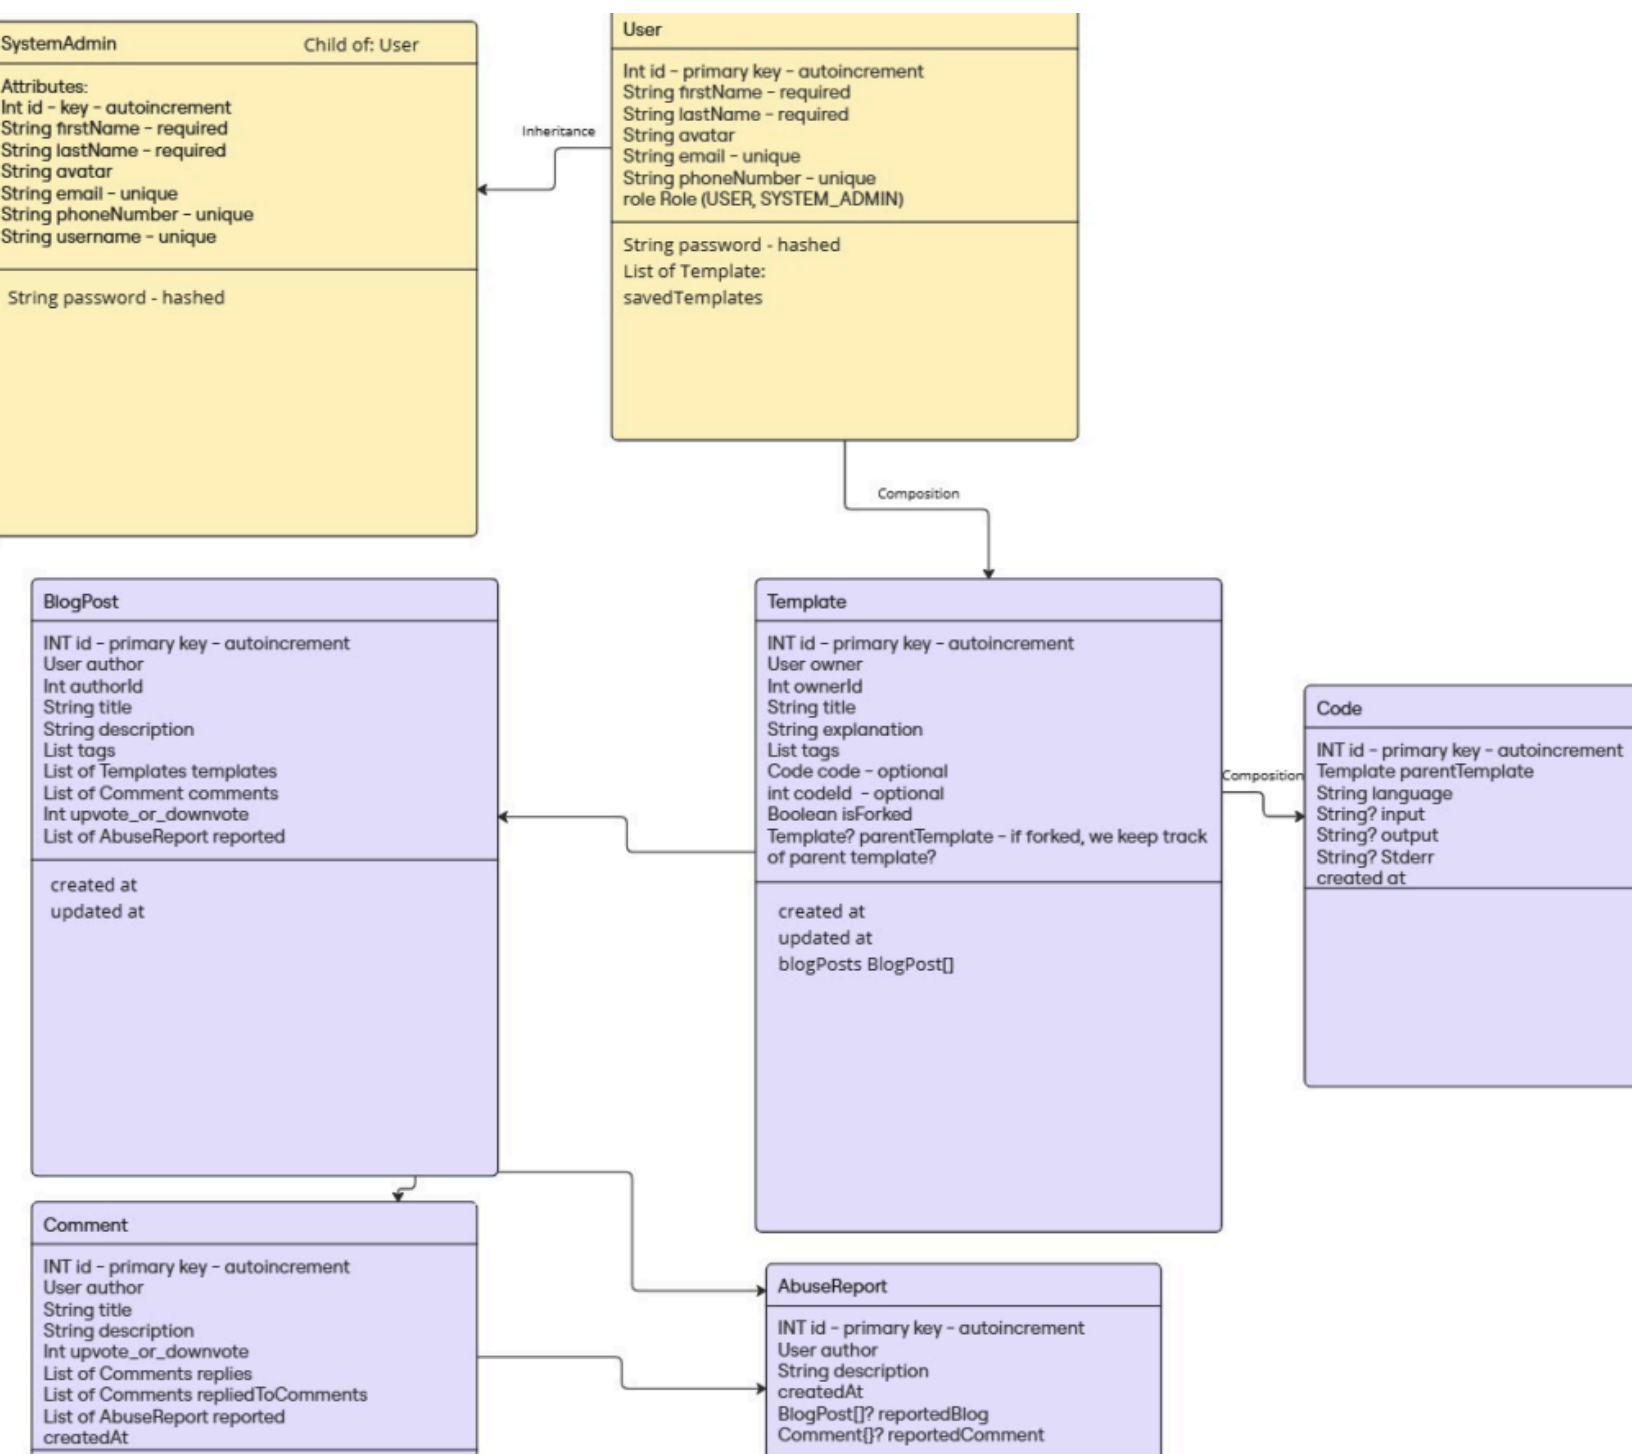 SystemAdmin
Child of: User
Attributes:
Int id - key - autoincrement
String firstName - required
String lastName - required
String avatar
String email - unique
String phoneNumber - unique
String username - unique
String password - hashed
Inheritance
User
Int id - primary key - autoincrement
String firstName - required
String lastName - required
String avatar
String email - unique
String phoneNumber - unique
role Role (USER, SYSTEM_ADMIN)
String password - hashed
List of Template:
savedTemplates
Composition
BlogPost
INT id - primary key - autoincrement
User author
Int authorId
String title
String description
List tags
List of Templates templates
List of Comment comments
Int upvote_or_downvote
List of AbuseReport reported
created at
updated at
Template
INT id - primary key - autoincrement
User owner
Int ownerId
String title
String explanation
List tags
Code code - optional
int codeId - optional
Boolean isForked
Template? parentTemplate - if forked, we keep track
of parent template?
created at
updated at
blogPosts BlogPost[]
Composition
Code
INT id - primary key - autoincrement
Template parentTemplate
String language
String? input
String? output
String? Stderr
created at
Comment
INT id - primary key - autoincrement
User author
String title
String description
Int upvote_or_downvote
List of Comments replies
List of Comments repliedToComments
List of AbuseReport reported
createdAt
AbuseReport
INT id - primary key - autoincrement
User author
String description
createdAt
BlogPost[]? reportedBlog
Comment{}? reportedComment